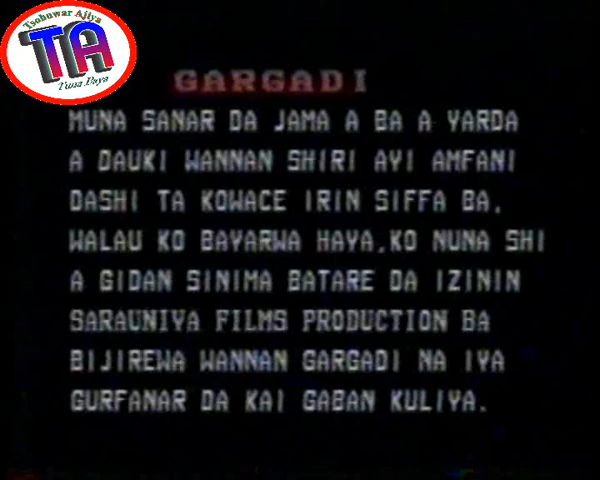 Tsohuwar Ajiya
TA
Tuna Baya
GARGADI
MUNA SANAR DA JAMA A BA A YARDA
A DAUKI WANNAN SHIRI AYI AMFANI
DASHI TA KOWACE IRIN SIFFA BA,
WALAU KO BAYARWA HAYA,KO NUNA SHI
A GIDAN SINIMA BATARE DA IZININ
SARAUNIYA FILMS PRODUCTION BA
BIJIREWA WANNAN GARGADI NA IYA
GURFANAR DA KAI GABAN KULIYA.